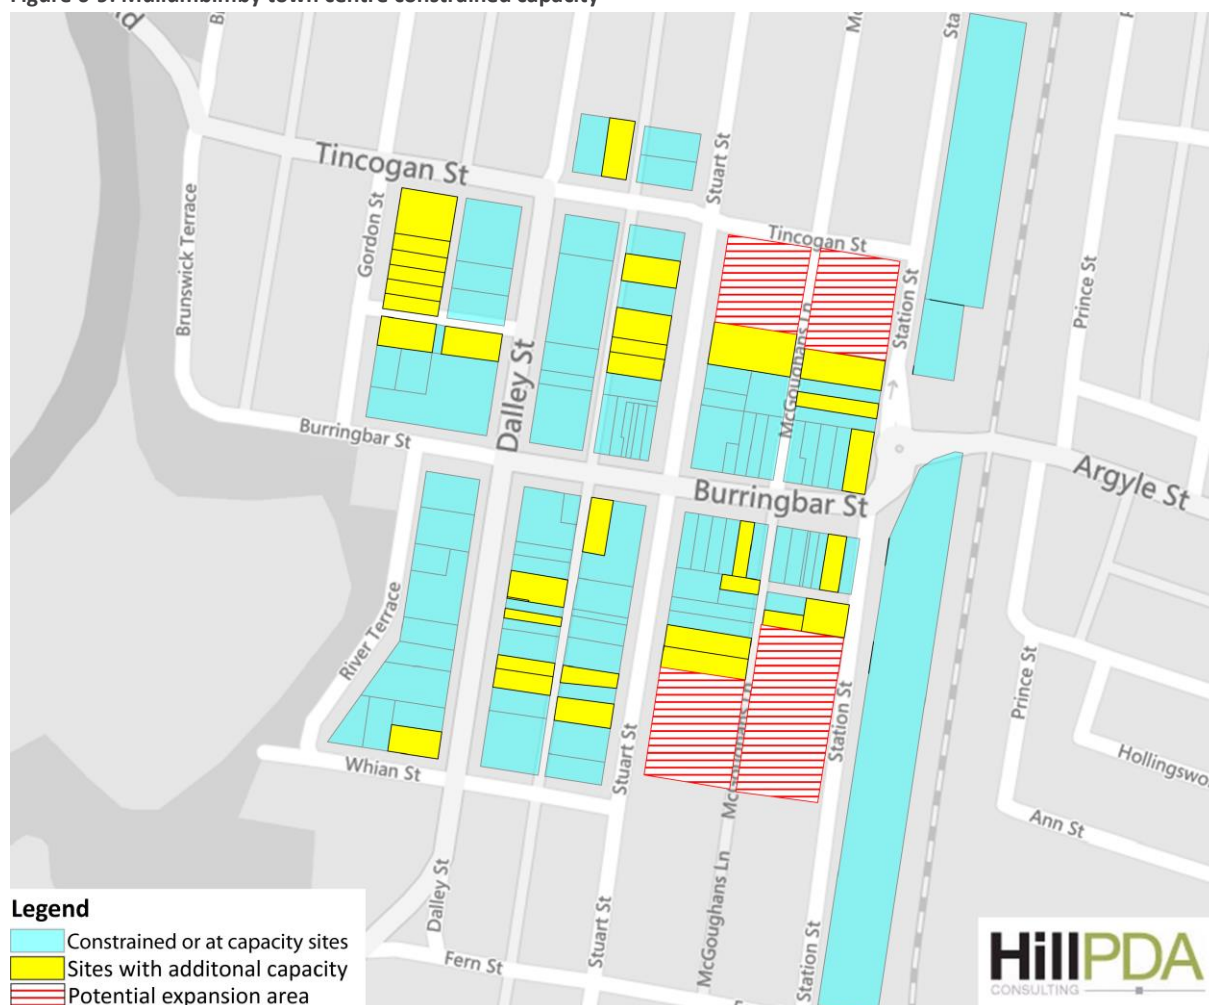 Tincogan St
Stuart St
Gordon St
Tincogan St
Brunswick Terrace
Station St
Prince St
McGoughans Ln
Dalley St
Burringbar St
Argyle St
Burringbar St
River Terrace
Prince St
Station St
Stuart St
Whian St
McGoughans Ln
Hollingswo
Ann St
Dalley St
McGoughans Ln
Stuart St
Station St
Fern St
Legend
Constrained or at capacity sites
Sites with additonal capacity
Potential expansion area
HillPDA
CONSULTING